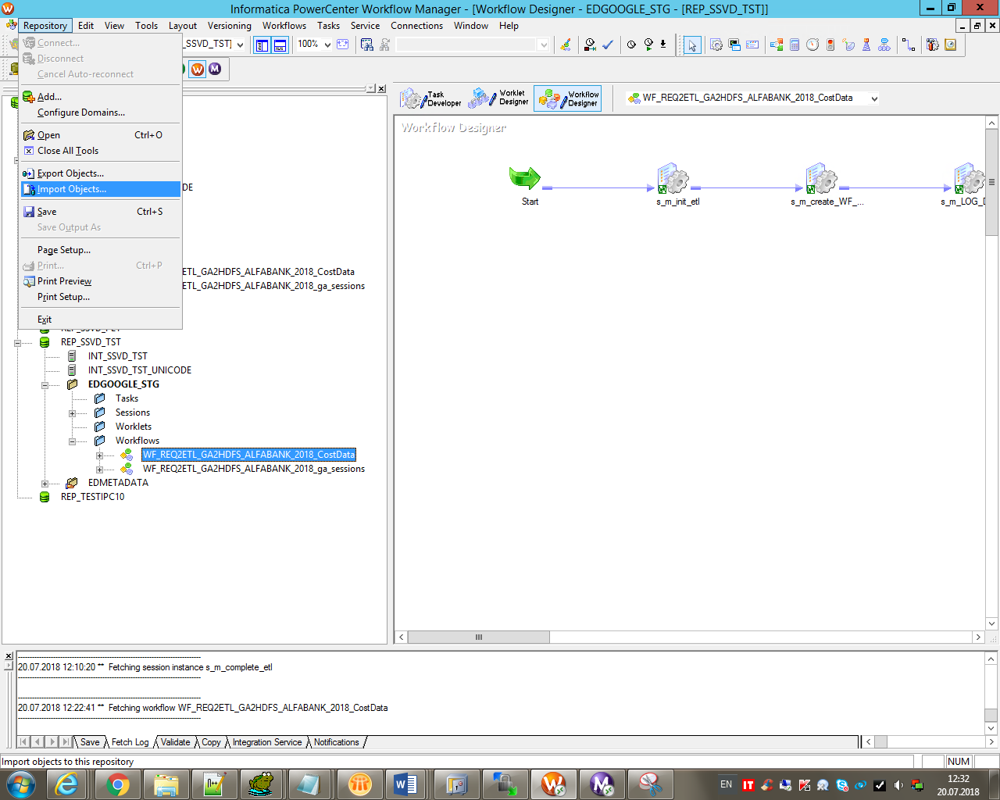 Informatica PowerCenter Workflow Manager - [Workflow Designer - EDGOOGLE_STG - [REP_SSVD_TST]]
Repository Edit View Tools Layout Versioning Workflows Tasks Service Connections Window Help
Connect...
_SSVD_TST]
100%
Disconnect
Cancel Auto-reconnect
Add...
Configure Domains...
Open Ctrl+O
Close All Tools
Export Objects...
Import Objects...
Save Ctrl+S
Save Output As
Page Setup...
Print... Ctrl+P
Print Preview
Print Setup...
Exit
DE
ETL_GA2HDFS_ALFABANK_2018_CostData
ETL_GA2HDFS_ALFABANK_2018_ga_sessions
REP_SSVD_TST
INT_SSVD_TST
INT_SSVD_TST_UNICODE
EDGOOGLE_STG
Tasks
Sessions
Worklets
Workflows
WF_REQ2ETL_GA2HDFS_ALFABANK_2018_CostData
WF_REQ2ETL_GA2HDFS_ALFABANK_2018_ga_sessions
EDMETADATA
REP_TESTIPC10
Task Developer
Worklet Designer
Workflow Designer
WF_REQ2ETL_GA2HDFS_ALFABANK_2018_CostData
Workflow Designer
Start
s_m_init_etl
s_m_create_WF_...
s_m_LOG_D
20.07.2018 12:10:20 ** Fetching session instance s_m_complete_etl
20.07.2018 12:22:41 ** Fetching workflow WF_REQ2ETL_GA2HDFS_ALFABANK_2018_CostData
Save Fetch Log Validate Copy Integration Service Notifications
Import objects to this repository
NUM
EN
12:32
20.07.2018